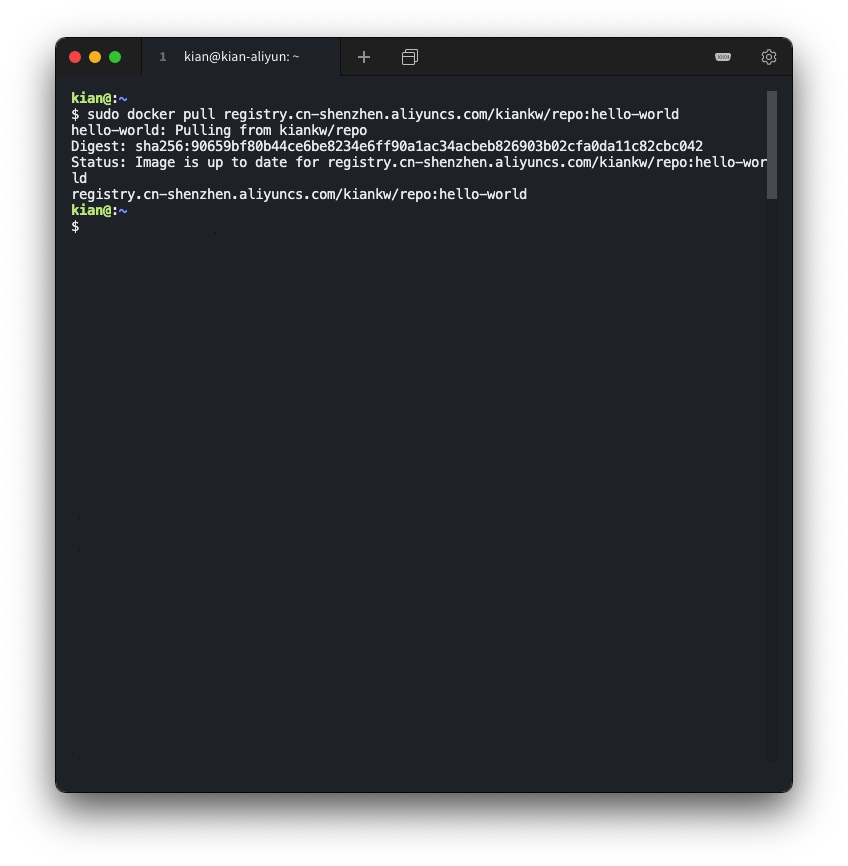 1 kian@kian-aliyun: ~
kian@:~
$ sudo docker pull registry.cn-shenzhen.aliyuncs.com/kiankw/repo:hello-world
hello-world: Pulling from kiankw/repo
Digest: sha256:90659bf80b44ce6be8234e6ff90a1ac34acbeb826903b02cfa0da11c82cbc042
Status: Image is up to date for registry.cn-shenzhen.aliyuncs.com/kiankw/repo:hello-wor
ld
registry.cn-shenzhen.aliyuncs.com/kiankw/repo:hello-world
kian@:~
$